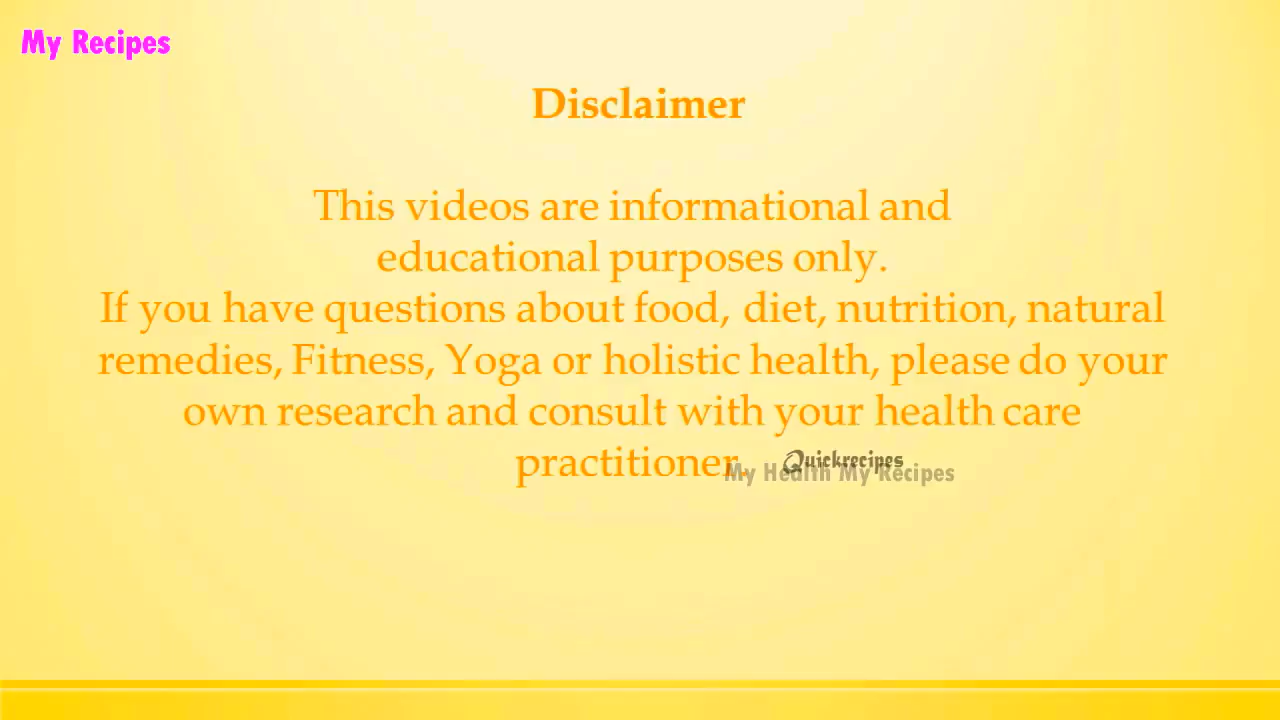 My Recipes
Disclaimer
This videos are informational and
educational purposes only.
If you have questions about food, diet, nutrition, natural
remedies, Fitness, Yoga or holistic health, please do your
own research and consult with your health care
practitioner.
Quickrecipes
My Health My Recipes